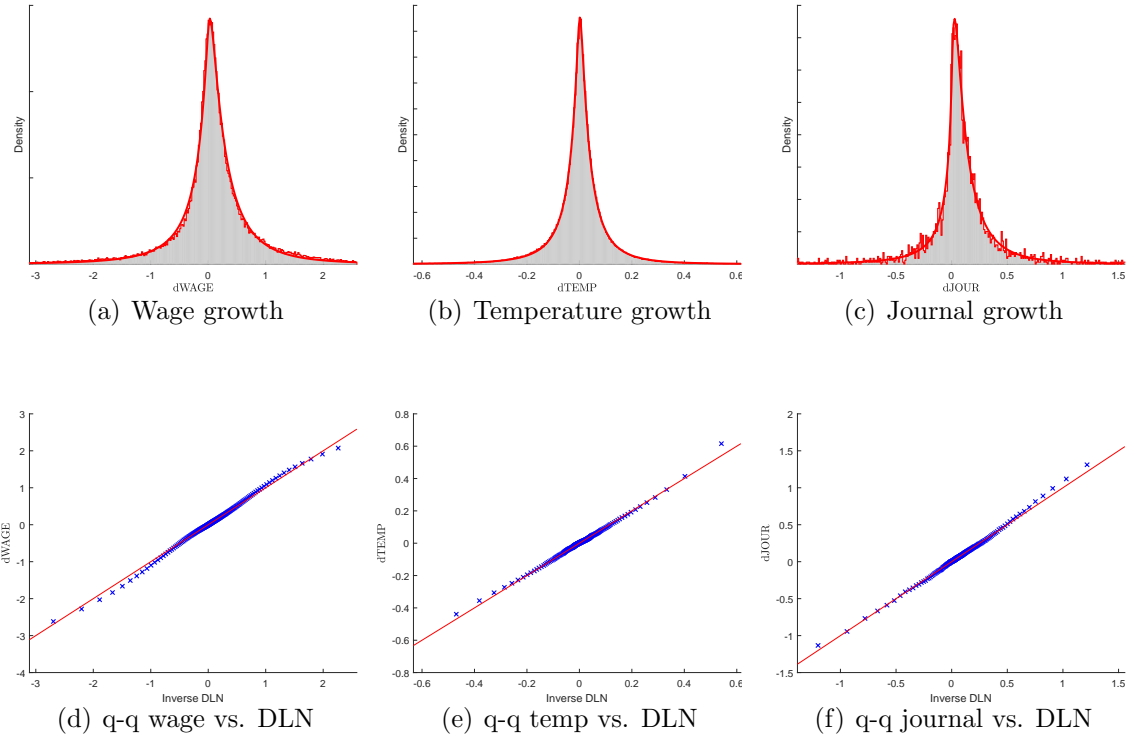 Density
-3 -2 -1 0 1 2
dWAGE
(a) Wage growth
Density
-0.6 -0.4 -0.2 0 0.2 0.4 0.6
dTEMP
(b) Temperature growth
Density
-1 -0.5 0 0.5 1 1.5
dJOUR
(c) Journal growth
3
2
1
0
-1
-2
-3
-4
dWAGE
-3 -2 -1 0 1 2
Inverse DLN
(d) q-q wage vs. DLN
0.8
0.6
0.4
0.2
0
-0.2
-0.4
-0.6
-0.8
dTEMP
-0.6 -0.4 -0.2 0 0.2 0.4 0.6
Inverse DLN
(e) q-q temp vs. DLN
2
1.5
1
0.5
0
-0.5
-1
-1.5
dJOUR
-1 -0.5 0 0.5 1 1.5
Inverse DLN
(f) q-q journal vs. DLN